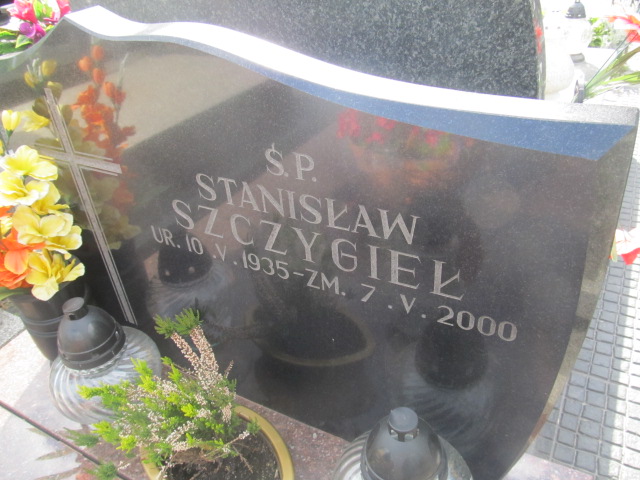 Ś.P.
STANISŁAW
SZCZYGIEŁ
UR. 10.V.1935-ZM. 7.V.2000